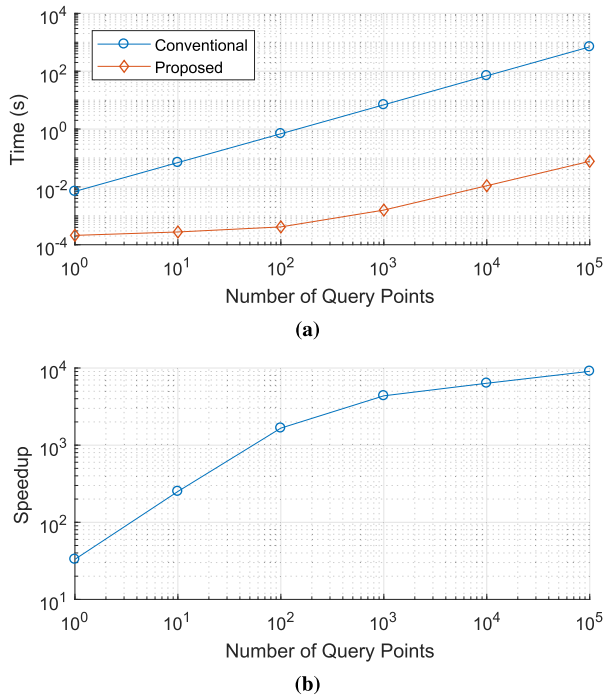 10^4
10^2
10^0
10^-2
10^-4
Time (s)
Conventional
Proposed
10^0 10^1 10^2 10^3 10^4 10^5
Number of Query Points
(a)
10^4
10^3
10^2
10^1
Speedup
10^0 10^1 10^2 10^3 10^4 10^5
Number of Query Points
(b)